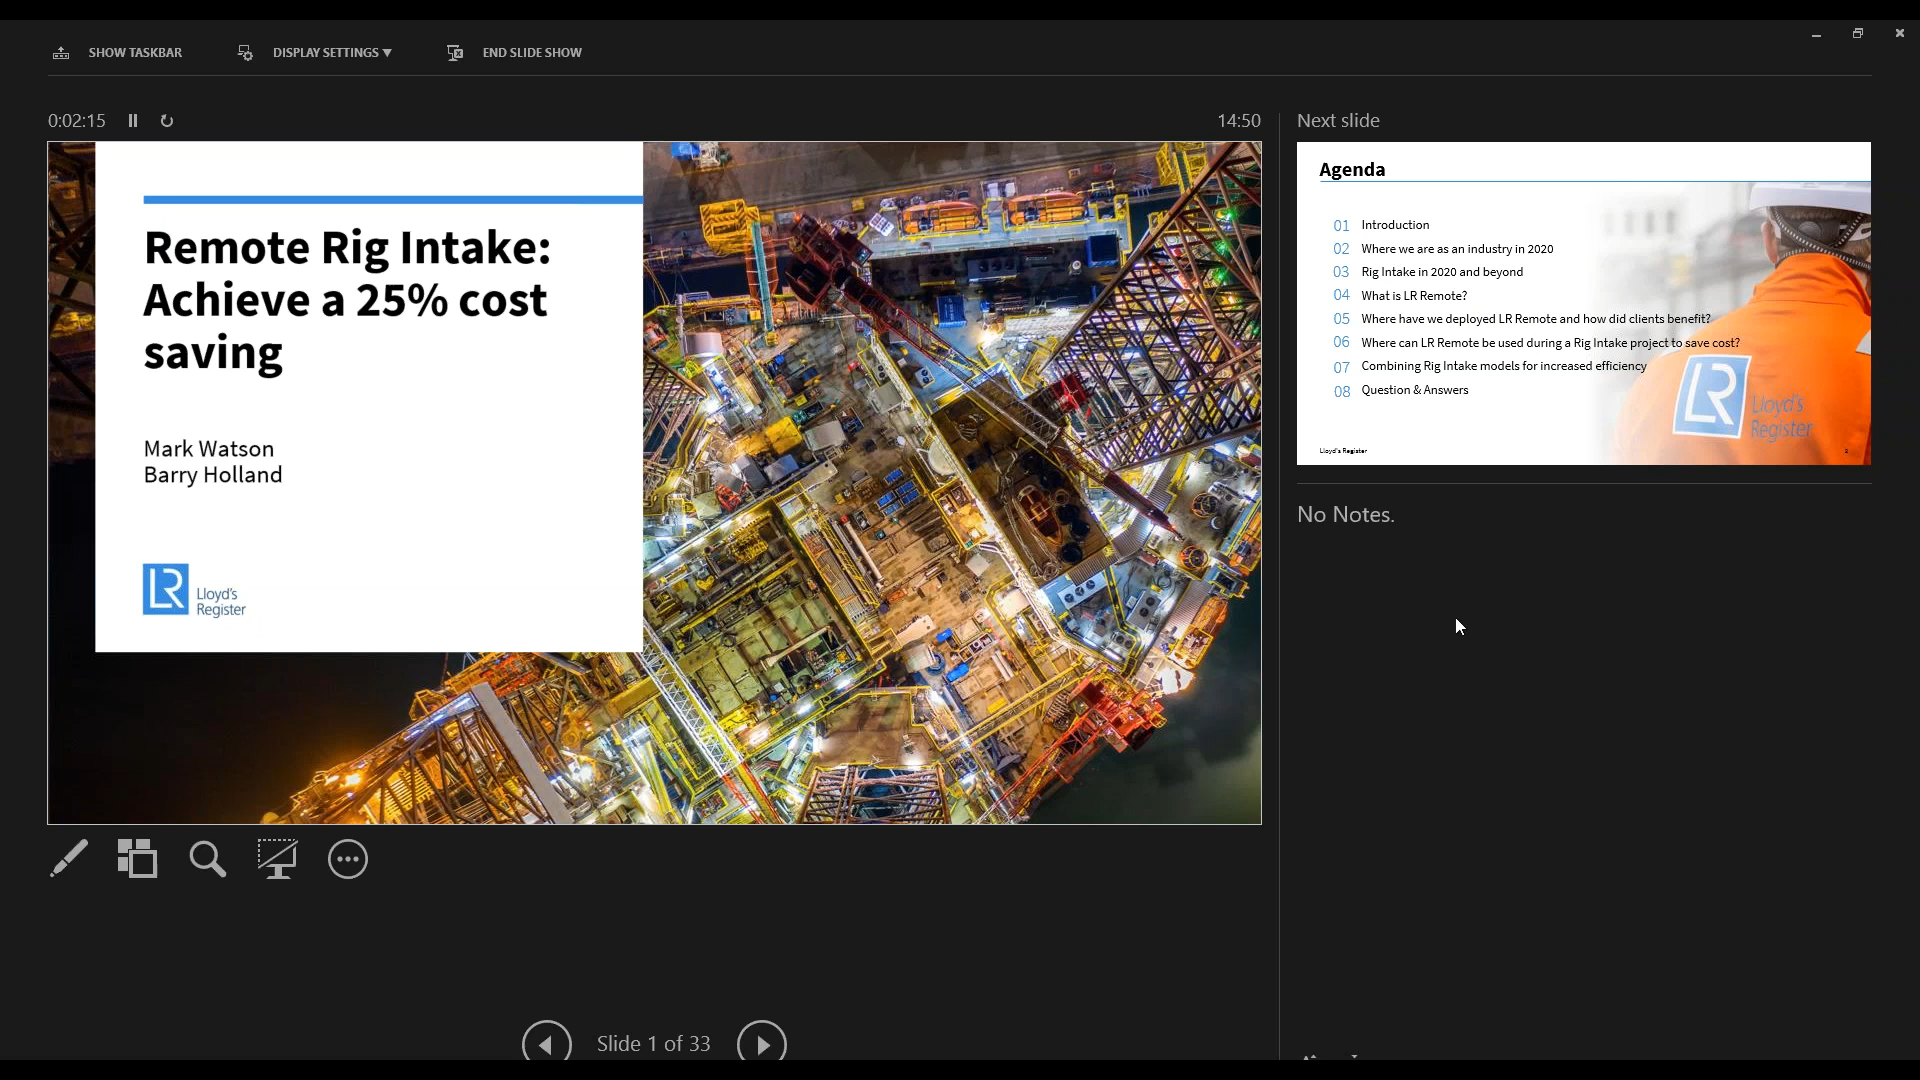 SHOW TASKBAR
DISPLAY SETTINGS ▼
END SLIDE SHOW
0:02:15
14:50
Remote Rig Intake:
Achieve a 25% cost
saving
Mark Watson
Barry Holland
LR
Lloyd's
Register
Slide 1 of 33
Next slide
Agenda
01 Introduction
02 Where we are as an industry in 2020
03 Rig Intake in 2020 and beyond
04 What is LR Remote?
05 Where have we deployed LR Remote and how did clients benefit?
06 Where can LR Remote be used during a Rig Intake project to save cost?
07 Combining Rig Intake models for increased efficiency
08 Question & Answers
LR
Lloyd's
Register
Lloyd's Register
2
No Notes.